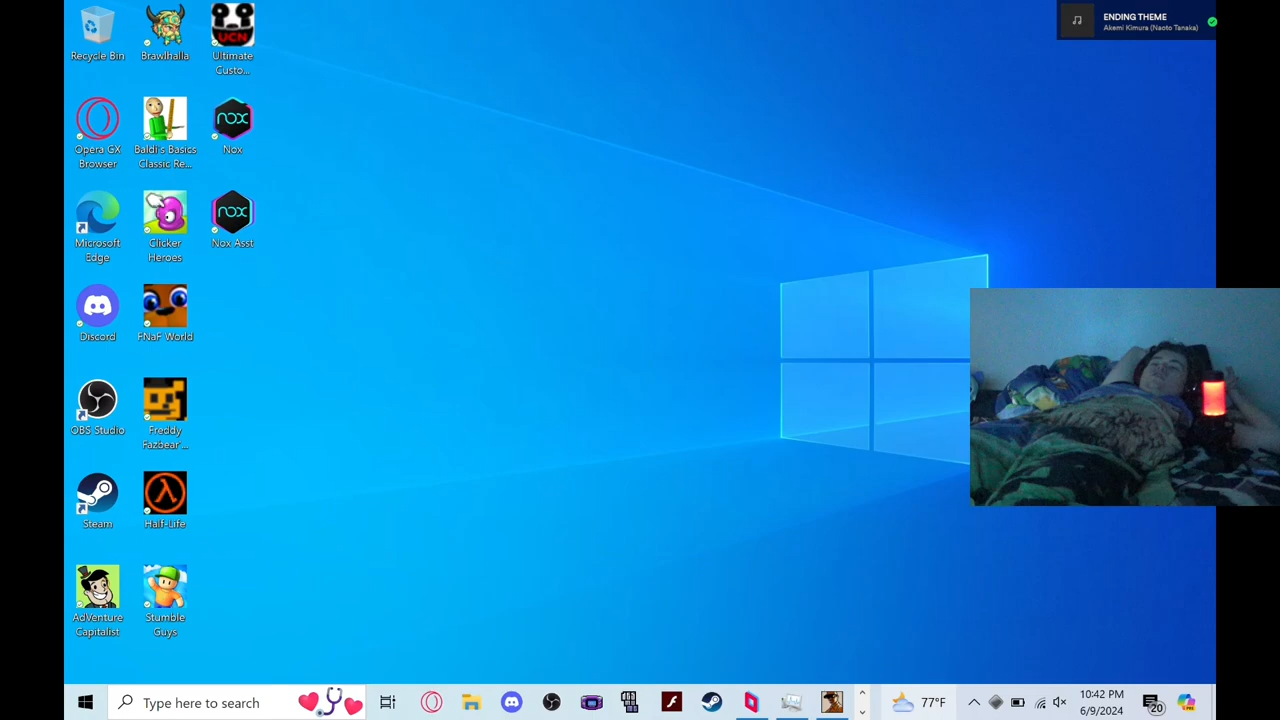 ENDING THEME
Akemi Kimura (Naoto Tanaka)
Recycle Bin
Brawlhalla
UCN
Ultimate
Custo...
Opera GX
Browser
Baldi's Basics
Classic Re...
nox
Nox
Microsoft
Edge
Clicker
Heroes
nox
Nox Asst
Discord
FNaF World
OBS Studio
Freddy
Fazbear ...
Steam
Half-Life
AdVenture
Capitalist
Stumble
Guys
Type here to search
77°F
10:42 PM
6/9/2024
20